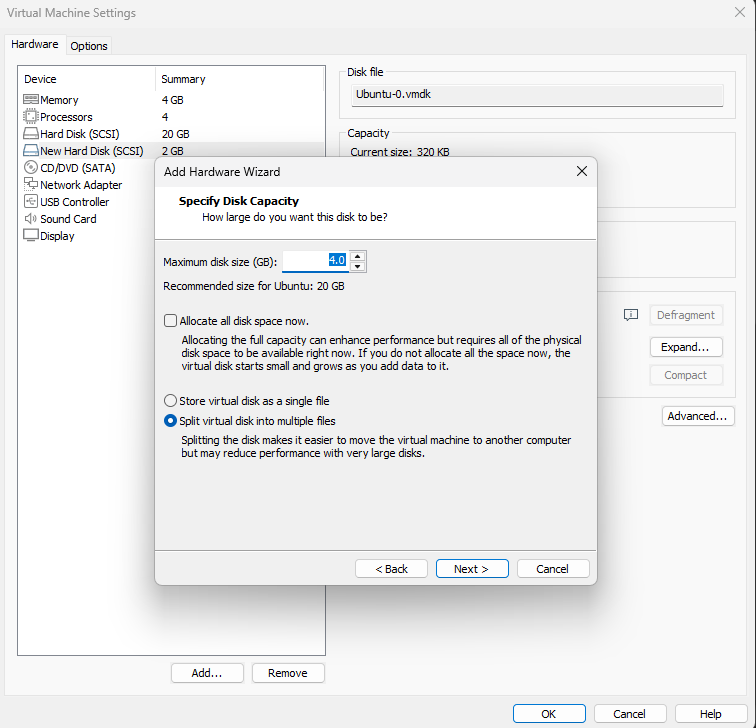 Virtual Machine Settings
Hardware Options
Device Summary
Memory 4 GB
Processors 4
Hard Disk (SCSI) 20 GB
New Hard Disk (SCSI) 2 GB
CD/DVD (SATA)
Network Adapter
USB Controller
Sound Card
Display
Add... Remove
Disk file
Ubuntu-0.vmdk
Capacity
Current size: 320 KB
Defragment
Expand...
Compact
Advanced...
Add Hardware Wizard
Specify Disk Capacity
How large do you want this disk to be?
Maximum disk size (GB): 4.0
Recommended size for Ubuntu: 20 GB
Allocate all disk space now.
Allocating the full capacity can enhance performance but requires all of the physical
disk space to be available right now. If you do not allocate all the space now, the
virtual disk starts small and grows as you add data to it.
Store virtual disk as a single file
Split virtual disk into multiple files
Splitting the disk makes it easier to move the virtual machine to another computer
but may reduce performance with very large disks.
< Back Next > Cancel
OK Cancel Help